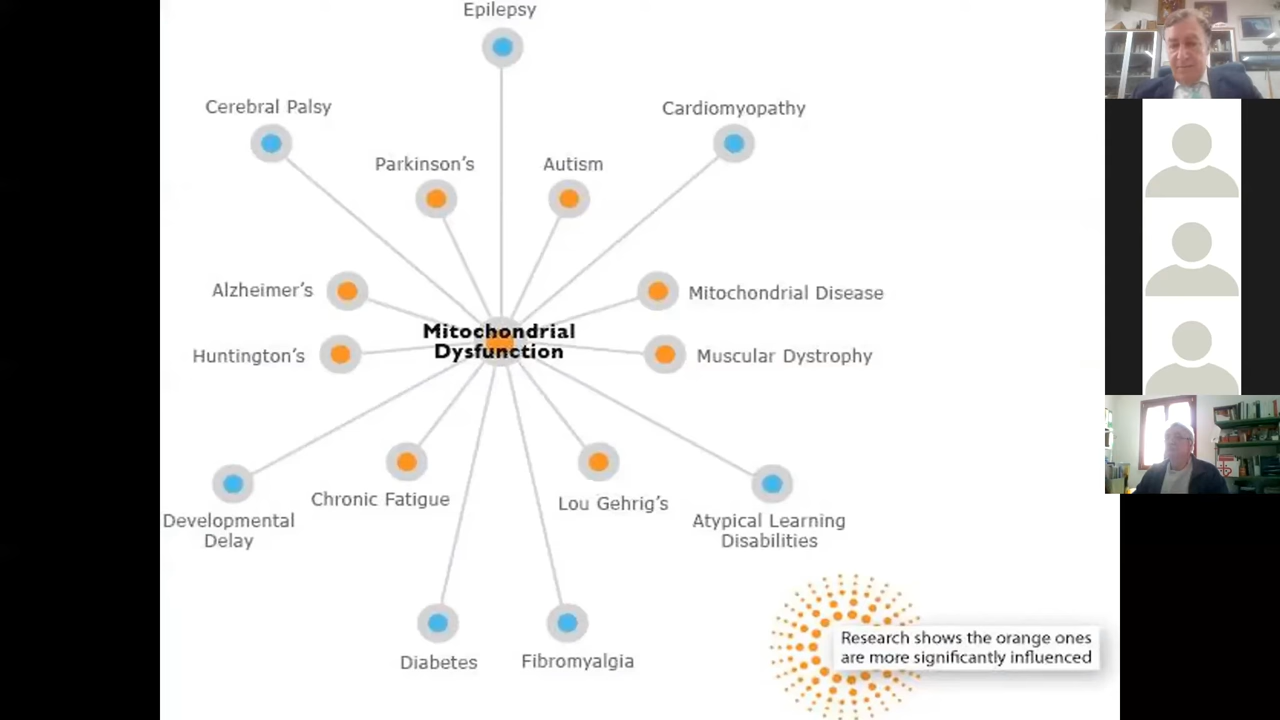 Epilepsy
Cerebral Palsy
Cardiomyopathy
Parkinson's
Autism
Alzheimer's
Mitochondrial Disease
Mitochondrial
Dysfunction
Huntington's
Muscular Dystrophy
Chronic Fatigue
Lou Gehrig's
Developmental
Delay
Atypical Learning
Disabilities
Diabetes
Fibromyalgia
Research shows the orange ones
are more significantly influenced